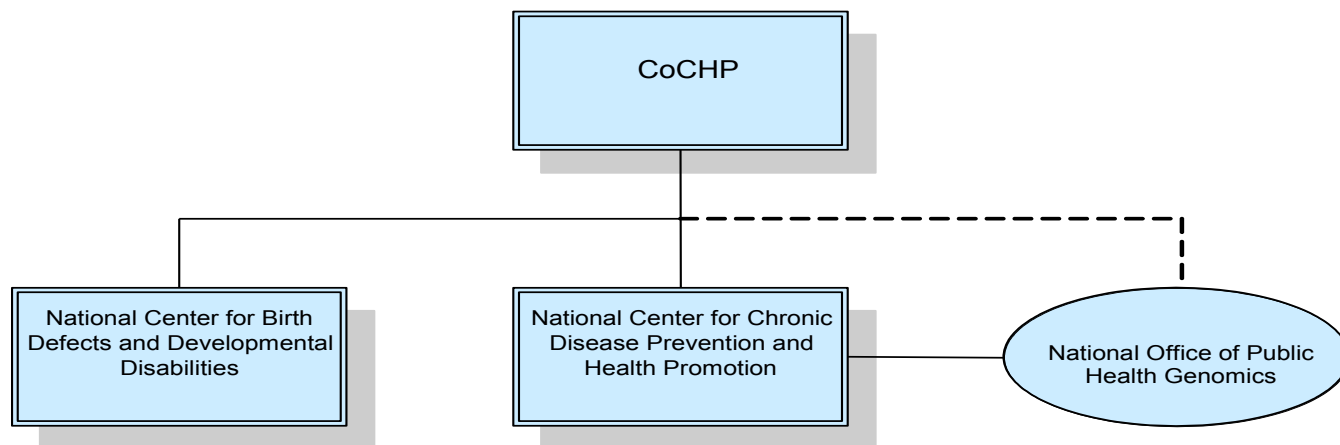 CoCHP
National Center for Birth
Defects and Developmental
Disabilities
National Center for Chronic
Disease Prevention and
Health Promotion
National Office of Public
Health Genomics